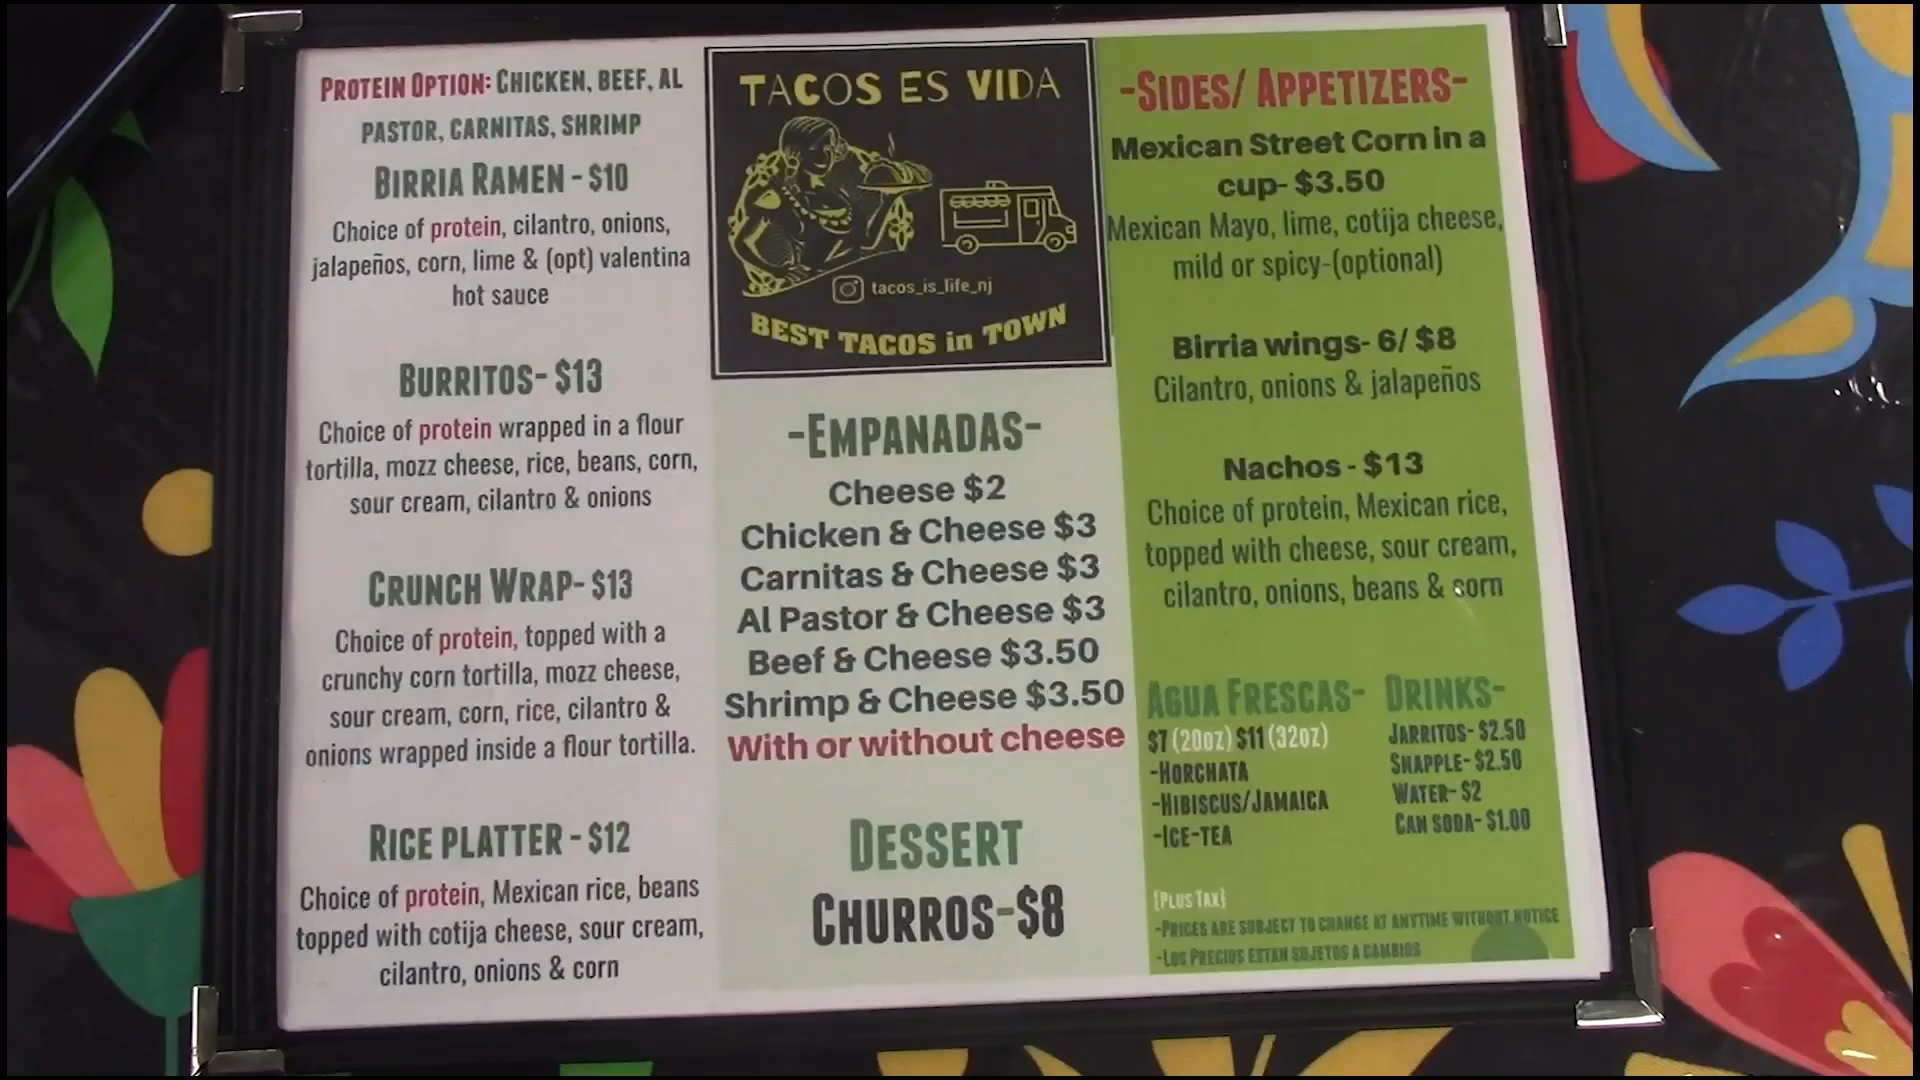 PROTEIN OPTION: CHICKEN, BEEF, AL
PASTOR, CARNITAS, SHRIMP
BIRRIA RAMEN - $10
Choice of protein, cilantro, onions,
jalapeños, corn, lime & (opt) valentina
hot sauce
BURRITOS- $13
Choice of protein wrapped in a flour
tortilla, mozz cheese, rice, beans, corn,
sour cream, cilantro & onions
CRUNCH WRAP- $13
Choice of protein, topped with a
crunchy corn tortilla, mozz cheese,
sour cream, corn, rice, cilantro &
onions wrapped inside a flour tortilla.
RICE PLATTER - $12
Choice of protein, Mexican rice, beans
topped with cotija cheese, sour cream,
cilantro, onions & corn
TACOS ES VIDA
tacos_is_life_nj
BEST TACOS in TOWN
-EMPANADAS-
Cheese $2
Chicken & Cheese $3
Carnitas & Cheese $3
Al Pastor & Cheese $3
Beef & Cheese $3.50
Shrimp & Cheese $3.50
With or without cheese
DESSERT
CHURROS-$8
-SIDES/ APPETIZERS-
Mexican Street Corn in a
cup- $3.50
Mexican Mayo, lime, cotija cheese,
mild or spicy-(optional)
Birria wings- 6/ $8
Cilantro, onions & jalapeños
Nachos - $13
Choice of protein, Mexican rice,
topped with cheese, sour cream,
cilantro, onions, beans & corn
AGUA FRESCAS-
$7 (20OZ) $11 (32OZ)
-HORCHATA
-HIBISCUS/JAMAICA
-ICE-TEA
DRINKS-
JARRITOS- $2.50
SNAPPLE- $2.50
WATER- $2
CAN SODA- $1.00
{PLUS TAX}
-PRICES ARE SUBJECT TO CHANGE AT ANYTIME WITHOUT NOTICE
-LOS PRECIOS ESTAN SUJETOS A CAMBIOS